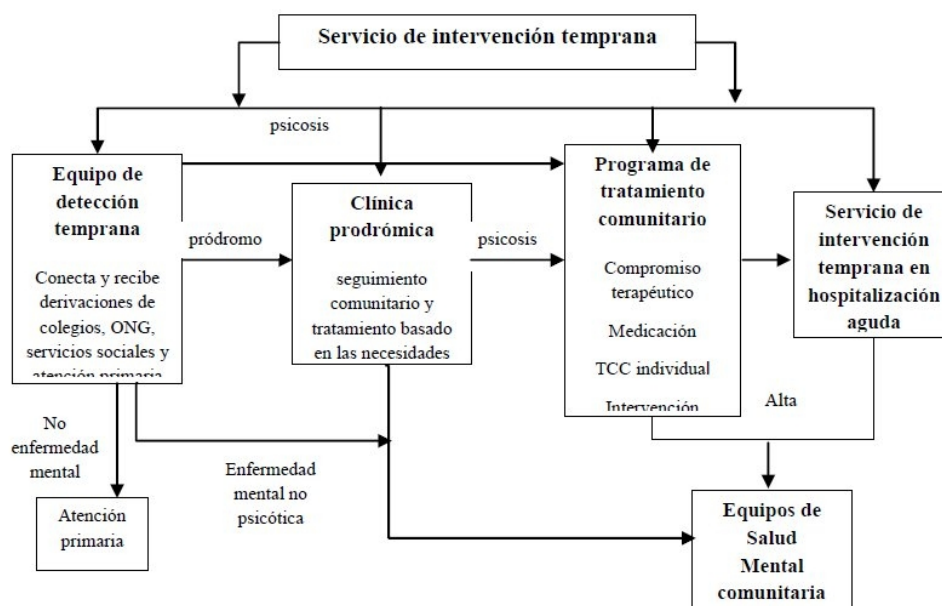 Servicio de intervención temprana
psicosis
Equipo de
detección
temprana
Conecta y recibe
derivaciones de
colegios, ONG,
servicios sociales y
atención primaria
pródromo
Clínica
prodrómica
seguimiento
comunitario y
tratamiento basado
en las necesidades
psicosis
Programa de
tratamiento
comunitario
Compromiso
terapéutico
Medicación
TCC individual
Intervención
Servicio de
intervención
temprana en
hospitalización
aguda
Alta
No
enfermedad
mental
Enfermedad
mental no
psicótica
Atención
primaria
Equipos de
Salud
Mental
comunitaria